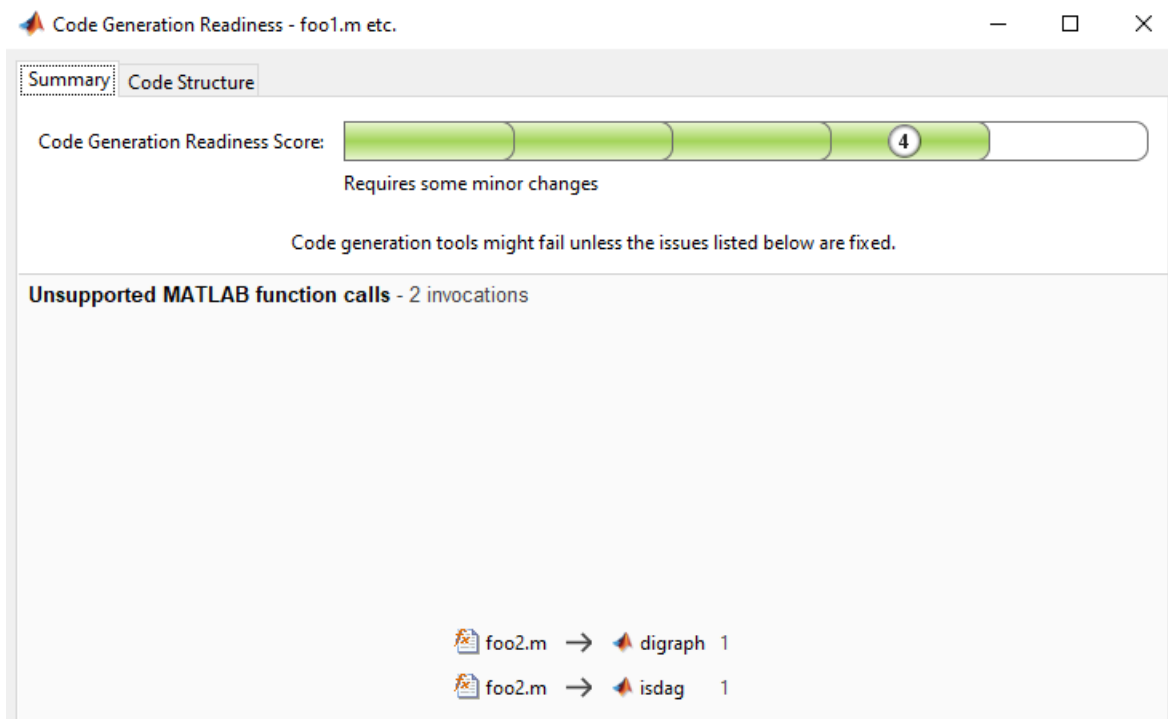 Code Generation Readiness - foo1.m etc.
Summary Code Structure
Code Generation Readiness Score: 4
Requires some minor changes
Code generation tools might fail unless the issues listed below are fixed.
Unsupported MATLAB function calls - 2 invocations
fx foo2.m → digraph 1
fx foo2.m → isdag 1